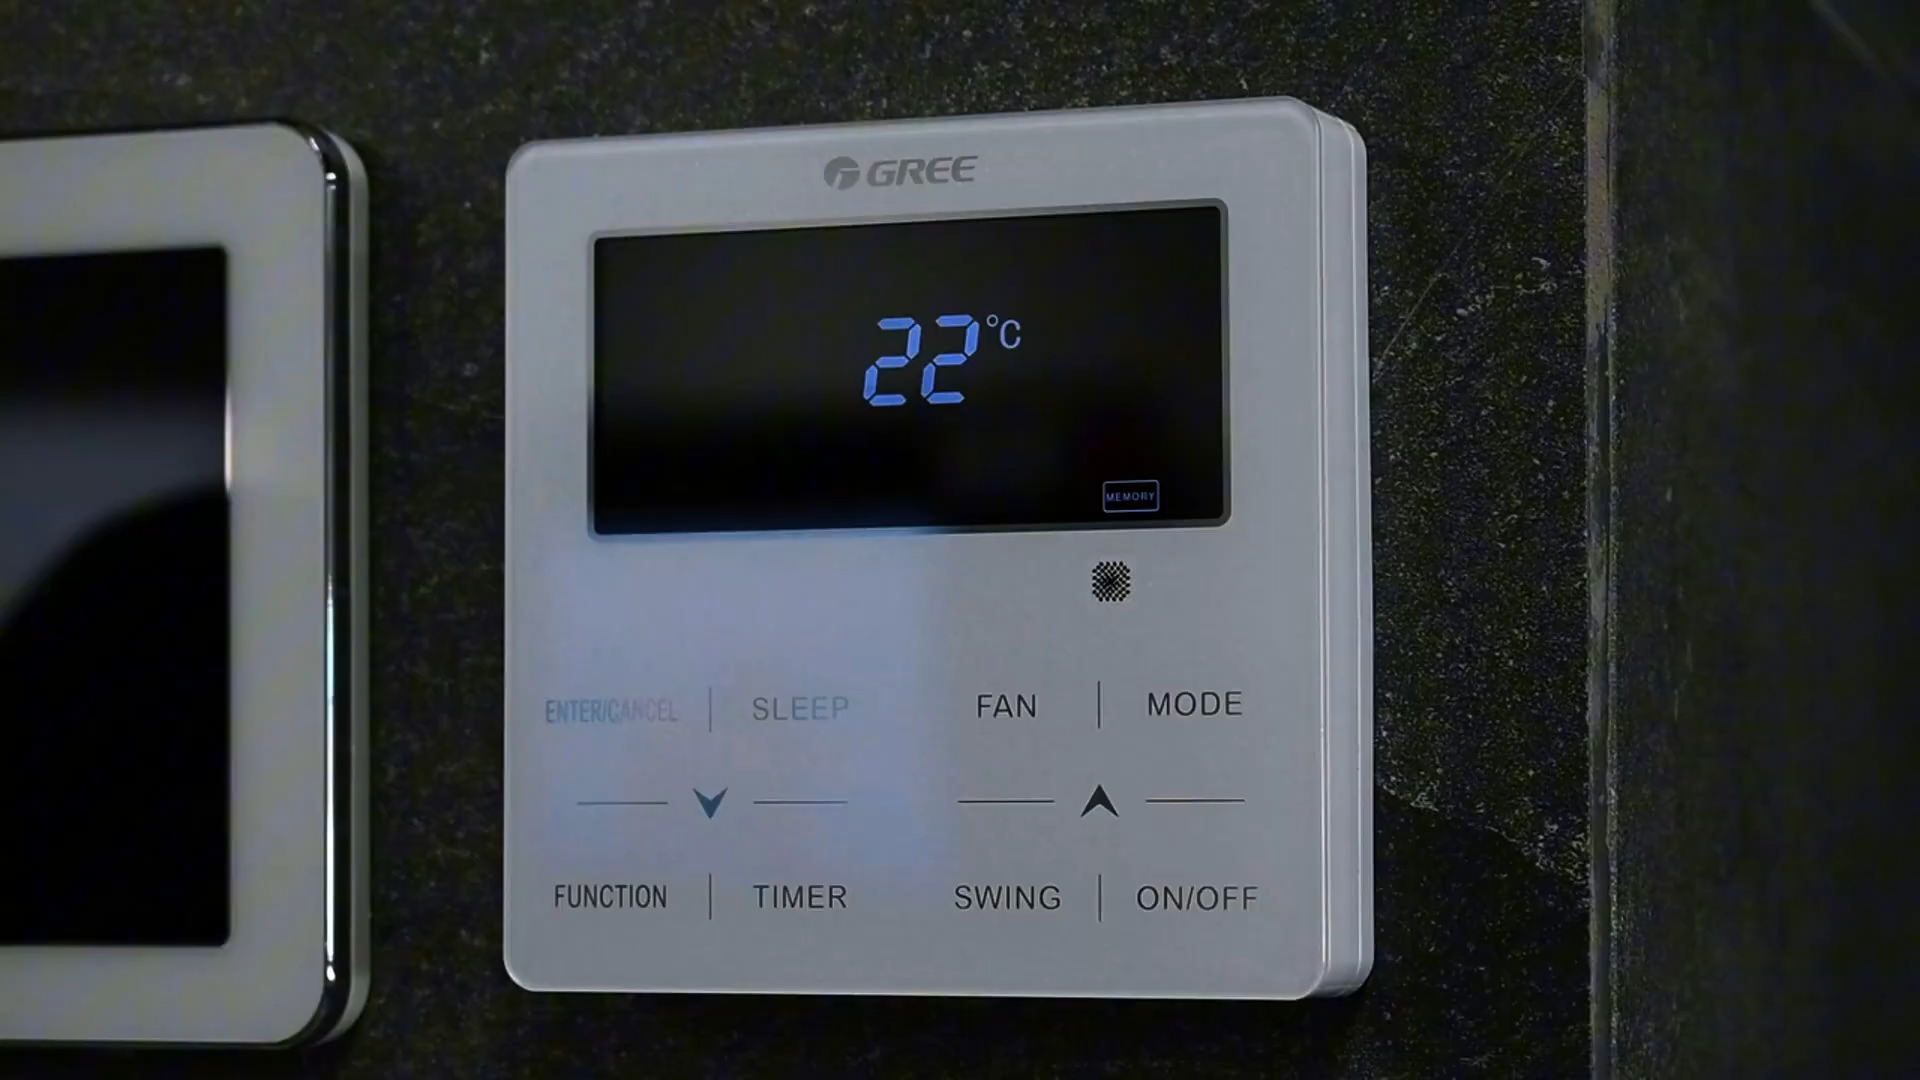 GREE
22°C
MEMORY
ENTER/CANCEL SLEEP FAN MODE
FUNCTION TIMER SWING ON/OFF